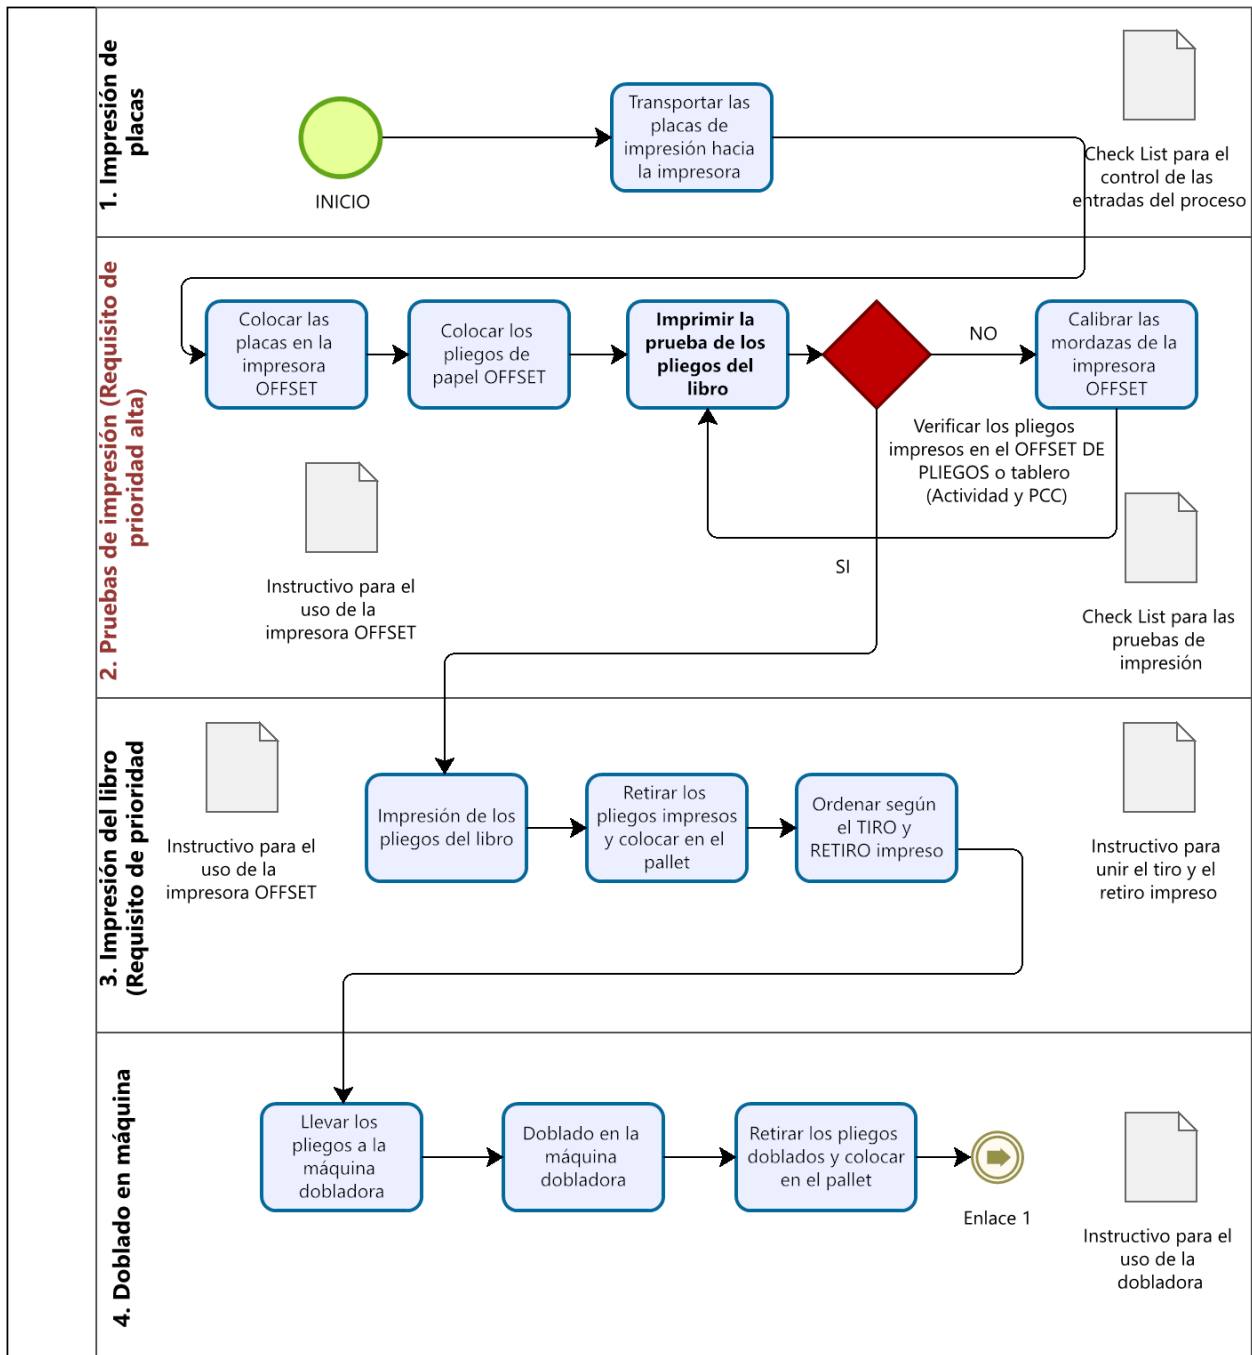 1. Impresión de
placas
INICIO
Transportar las
placas de
impresión hacia
la impresora
Check List para el
control de las
entradas del proceso
2. Pruebas de impresión (Requisito de
prioridad alta)
Colocar las
placas en la
impresora
OFFSET
Colocar los
pliegos de
papel OFFSET
Imprimir la
prueba de los
pliegos del
libro
NO
Calibrar las
mordazas de la
impresora
OFFSET
Verificar los pliegos
impresos en el OFFSET DE
PLIEGOS o tablero
(Actividad y PCC)
SI
Instructivo para el
uso de la
impresora OFFSET
Check List para las
pruebas de
impresión
3. Impresión del libro
(Requisito de prioridad
Instructivo para el
uso de la
impresora OFFSET
Impresión de los
pliegos del libro
Retirar los
pliegos impresos
y colocar en el
pallet
Ordenar según
el TIRO y
RETIRO impreso
Instructivo para
unir el tiro y el
retiro impreso
4. Doblado en máquina
Llevar los
pliegos a la
máquina
dobladora
Doblado en la
máquina
dobladora
Retirar los pliegos
doblados y colocar
en el pallet
Enlace 1
Instructivo para el
uso de la
dobladora